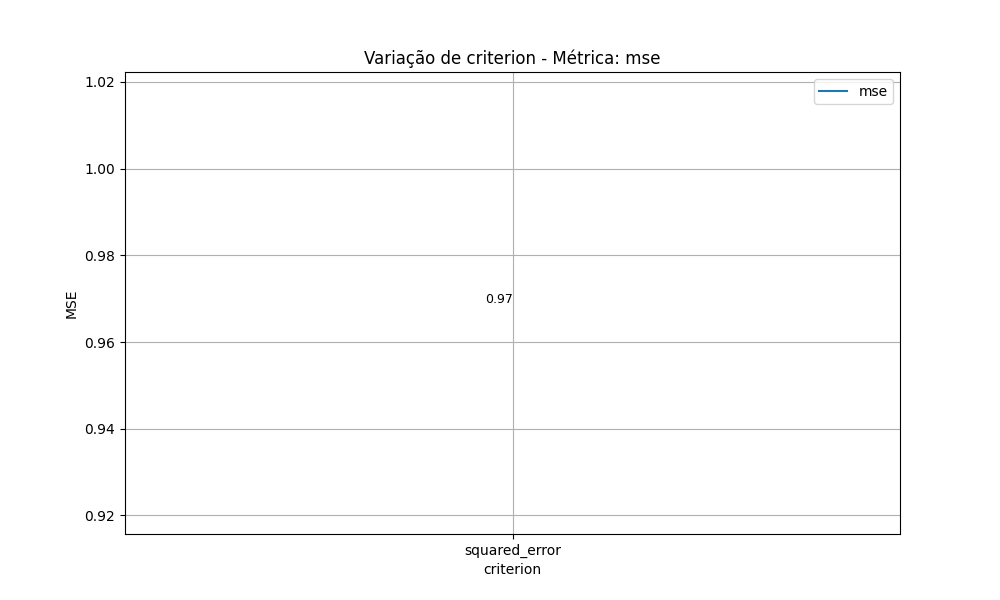 Variação de criterion - Métrica: mse
mse
1.02
1.00
0.98
0.97
0.96
0.94
0.92
MSE
squared_error
criterion